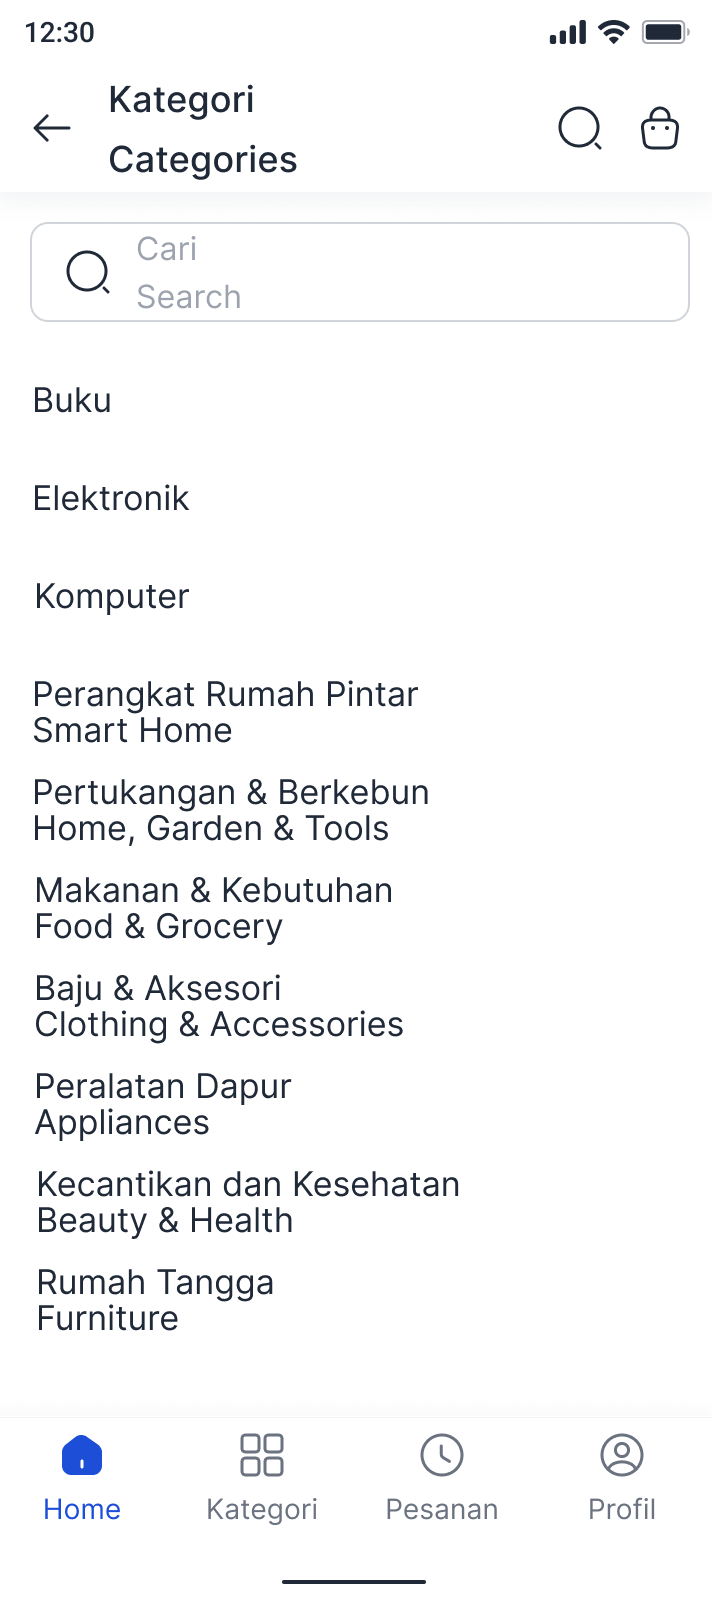 12:30
Kategori
Categories
Cari
Search
Buku
Elektronik
Komputer
Perangkat Rumah Pintar
Smart Home
Pertukangan & Berkebun
Home, Garden & Tools
Makanan & Kebutuhan
Food & Grocery
Baju & Aksesori
Clothing & Accessories
Peralatan Dapur
Appliances
Kecantikan dan Kesehatan
Beauty & Health
Rumah Tangga
Furniture
Home
Kategori
Pesanan
Profil